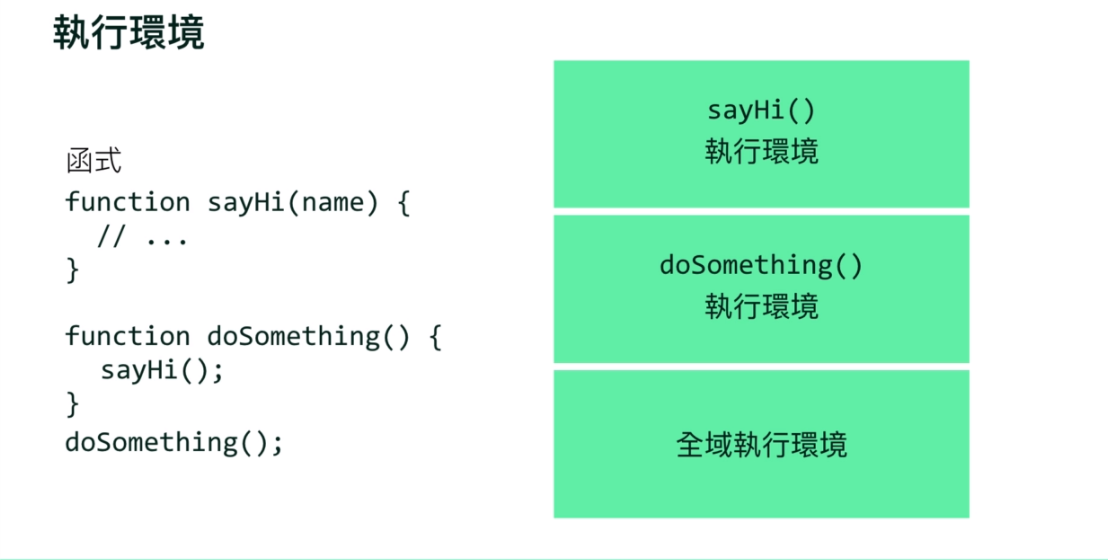 執行環境
函式
function sayHi(name) {
  // ...
}
function doSomething() {
  sayHi();
}
doSomething();
sayHi()
執行環境
doSomething()
執行環境
全域執行環境